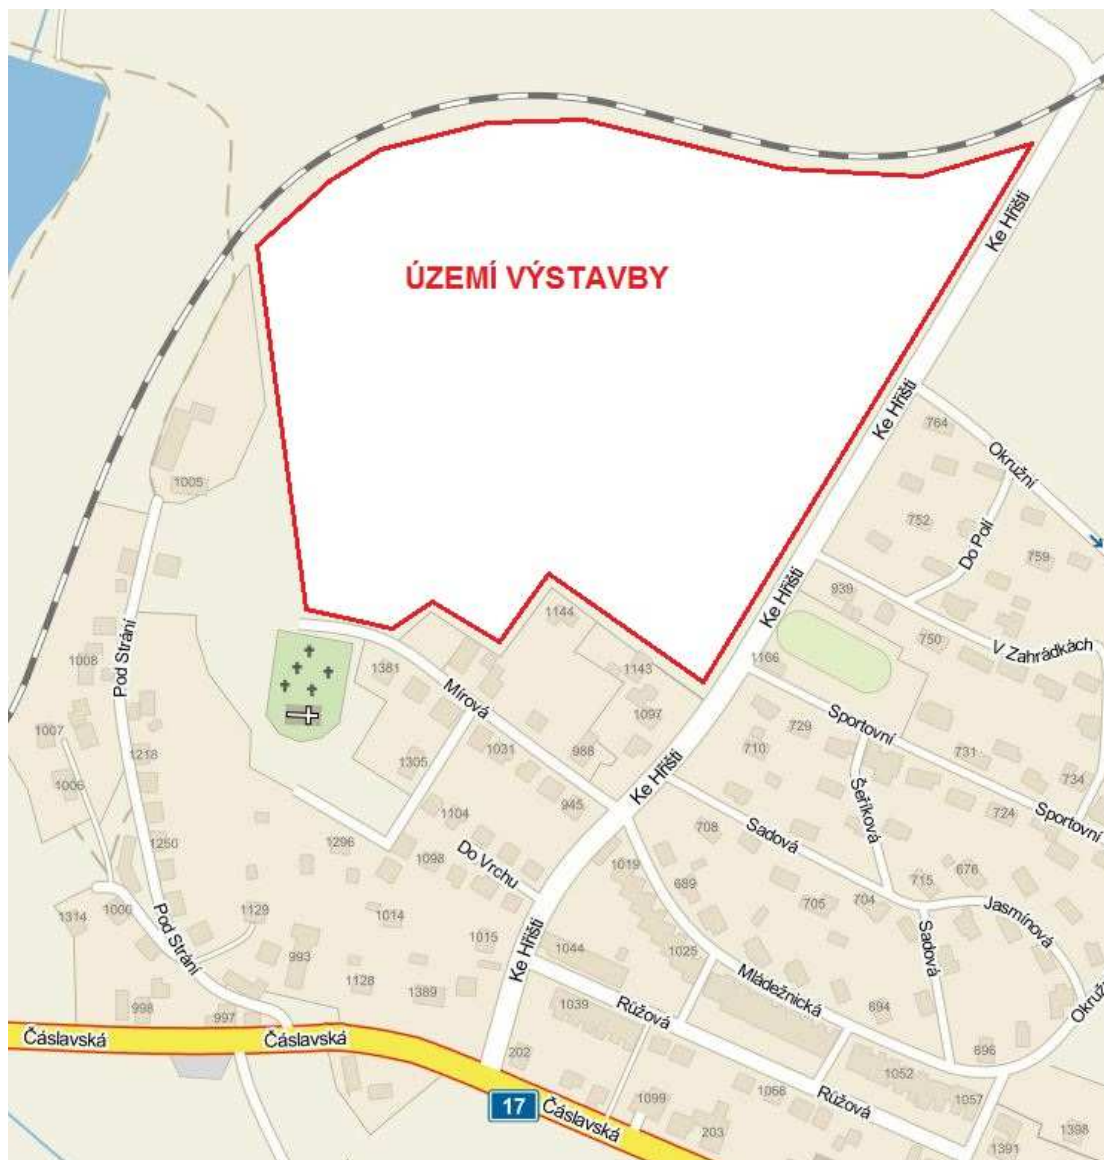 Ke Hřišti
ÚZEMÍ VÝSTAVBY
Ke Hřišti
764
Okružní
1005
752
Do Polí
759
Ke Hřišti
939
1144
750
V Zahrádkách
1008
Pod Strání
1381
1143
1166
Mírová
1097
Sportovní
1007
1218
729
710
731
1031
988
1305
734
1006
Ke Hřišti
945
Šeříková
724
Sportovní
1104
708
Sadová
1250
1296
1098
Do Vrchu
1019
689
715
676
1314
1006
1129
1014
705
704
Jasmínová
Pod Strání
1015
Ke Hřišti
1044
1025
Sadová
993
1128
1389
Mládežnická
998
997
1039
Růžová
694
Okružní
Čáslavská
Čáslavská
202
696
1052
1066
1057
17
Čáslavská
1099
Růžová
203
1398
1391